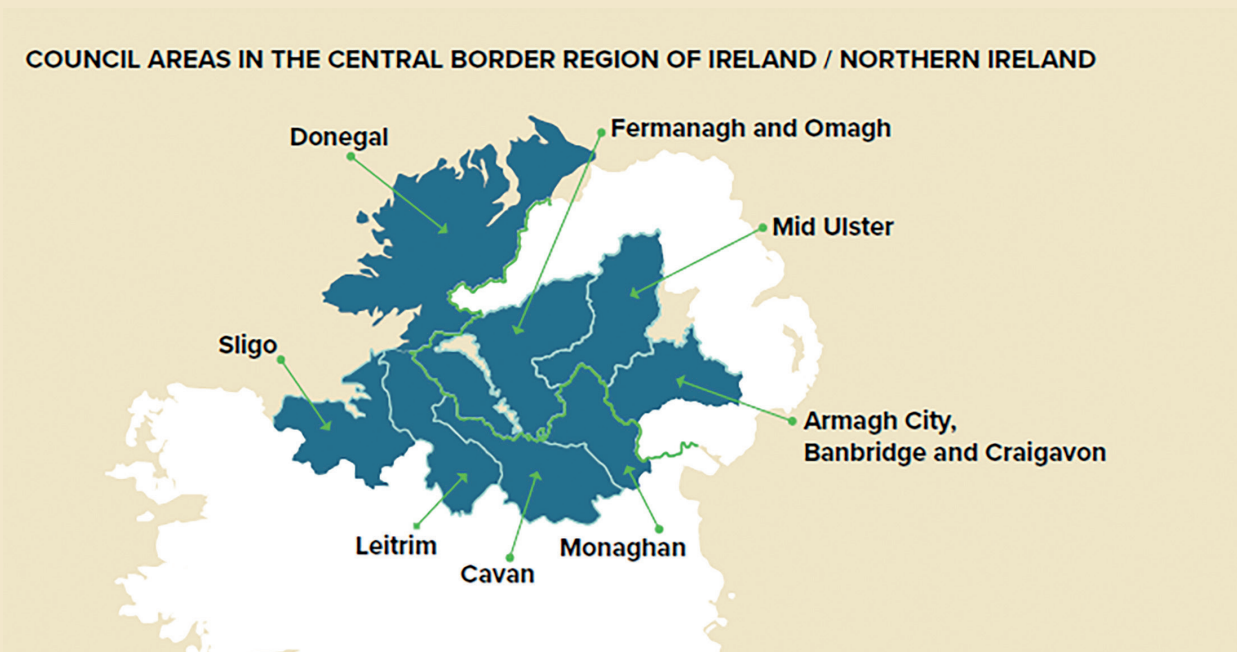 COUNCIL AREAS IN THE CENTRAL BORDER REGION OF IRELAND / NORTHERN IRELAND
Donegal
Fermanagh and Omagh
Mid Ulster
Sligo
Armagh City,
Banbridge and Craigavon
Leitrim
Monaghan
Cavan